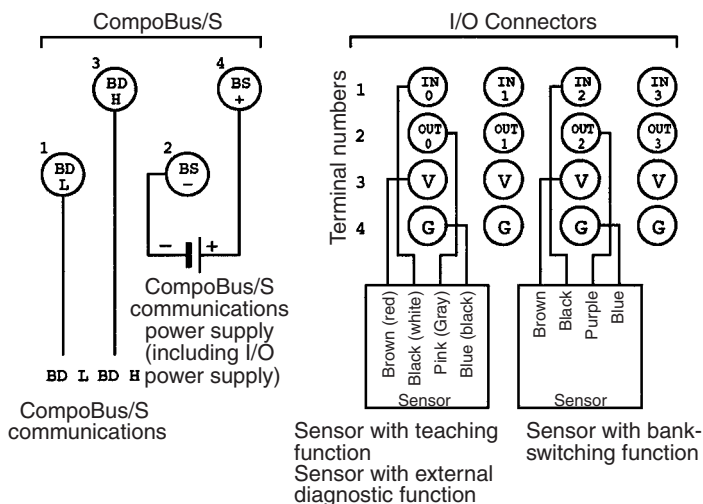 CompoBus/S
3
BD
H
4
BS
+
1
BD
L
2
BS
−
− +
CompoBus/S
communications
power supply
(including I/O
power supply)
BD L BD H
CompoBus/S
communications
I/O Connectors
Terminal numbers
1
IN
0
IN
1
IN
2
IN
3
2
OUT
0
OUT
1
OUT
2
OUT
3
3
V
V
V
V
4
G
G
G
G
Brown (red)
Black (white)
Pink (Gray)
Blue (black)
Sensor
Brown
Black
Purple
Blue
Sensor
Sensor with teaching
function
Sensor with external
diagnostic function
Sensor with bank-
switching function